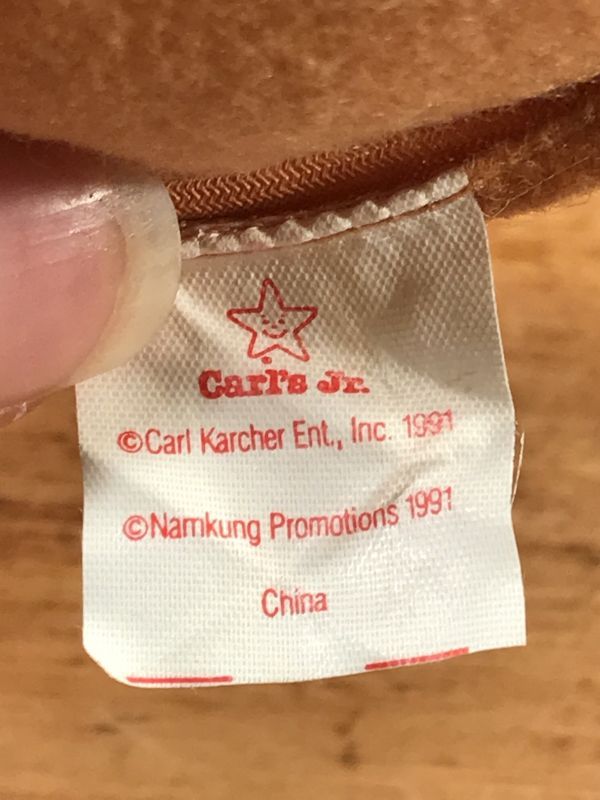 Carl's Jr.
©Carl Karcher Ent., Inc. 1991
©Namkung Promotions 1991
China